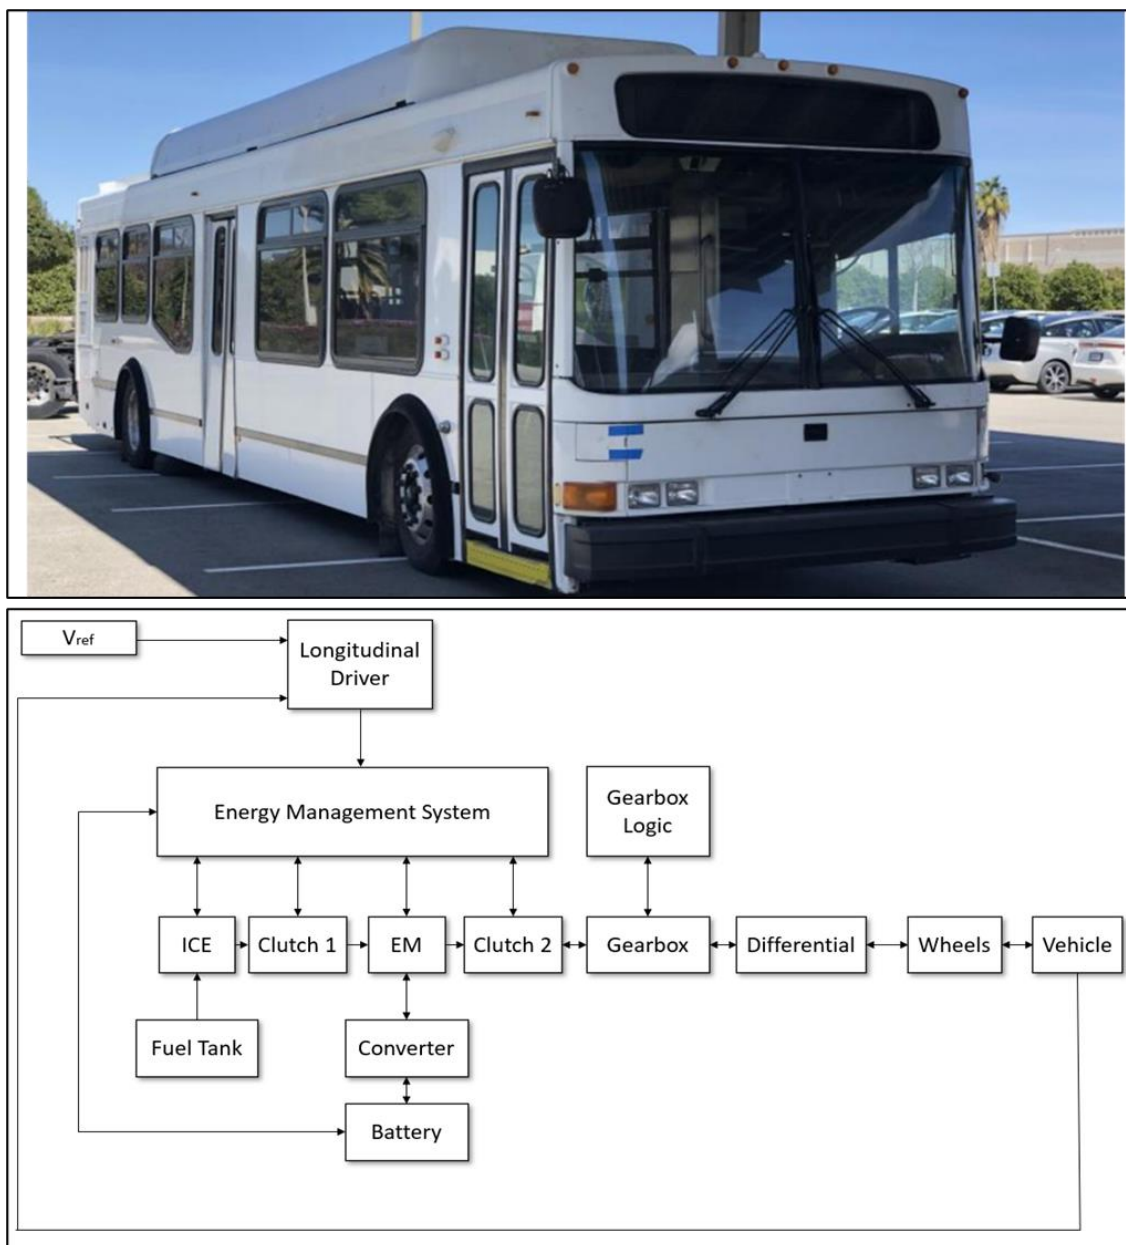 Vref
Longitudinal
Driver
Energy Management System
Gearbox
Logic
ICE
Clutch 1
EM
Clutch 2
Gearbox
Differential
Wheels
Vehicle
Fuel Tank
Converter
Battery